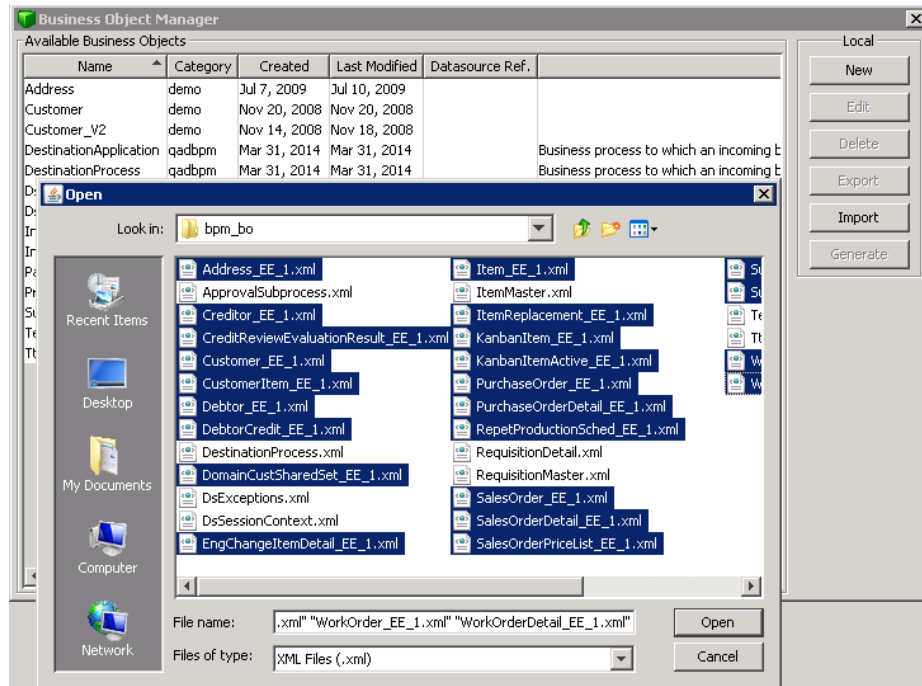 Business Object Manager
Available Business Objects
Name Category Created Last Modified Datasource Ref.
Address demo Jul 7, 2009 Jul 10, 2009
Customer demo Nov 20, 2008 Nov 20, 2008
Customer_V2 demo Nov 14, 2008 Nov 18, 2008
DestinationApplication qadbpm Mar 31, 2014 Mar 31, 2014 Business process to which an incoming b
DestinationProcess qadbpm Mar 31, 2014 Mar 31, 2014 Business process to which an incoming b
Local
New
Edit
Delete
Export
Import
Generate
Open
Look in: bpm_bo
Recent Items
Desktop
My Documents
Computer
Network
Address_EE_1.xml
ApprovalSubprocess.xml
Creditor_EE_1.xml
CreditReviewEvaluationResult_EE_1.xml
Customer_EE_1.xml
CustomerItem_EE_1.xml
Debtor_EE_1.xml
DebtorCredit_EE_1.xml
DestinationProcess.xml
DomainCustSharedSet_EE_1.xml
DsExceptions.xml
DsSessionContext.xml
EngChangeItemDetail_EE_1.xml
Item_EE_1.xml
ItemMaster.xml
ItemReplacement_EE_1.xml
KanbanItem_EE_1.xml
KanbanItemActive_EE_1.xml
PurchaseOrder_EE_1.xml
PurchaseOrderDetail_EE_1.xml
RepetProductionSched_EE_1.xml
RequisitionDetail.xml
RequisitionMaster.xml
SalesOrder_EE_1.xml
SalesOrderDetail_EE_1.xml
SalesOrderPriceList_EE_1.xml
File name: .xml" "WorkOrder_EE_1.xml" "WorkOrderDetail_EE_1.xml"
Open
Files of type: XML Files (.xml)
Cancel